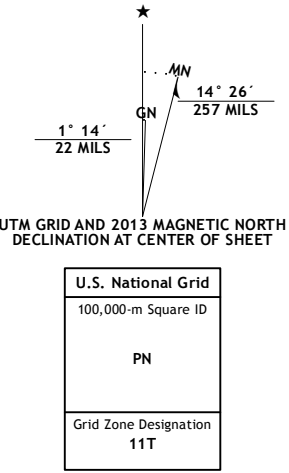 ★
MN
GN
14° 26´
257 MILS
1° 14´
22 MILS
UTM GRID AND 2013 MAGNETIC NORTH
DECLINATION AT CENTER OF SHEET
U.S. National Grid
100,000-m Square ID
PN
Grid Zone Designation
11T